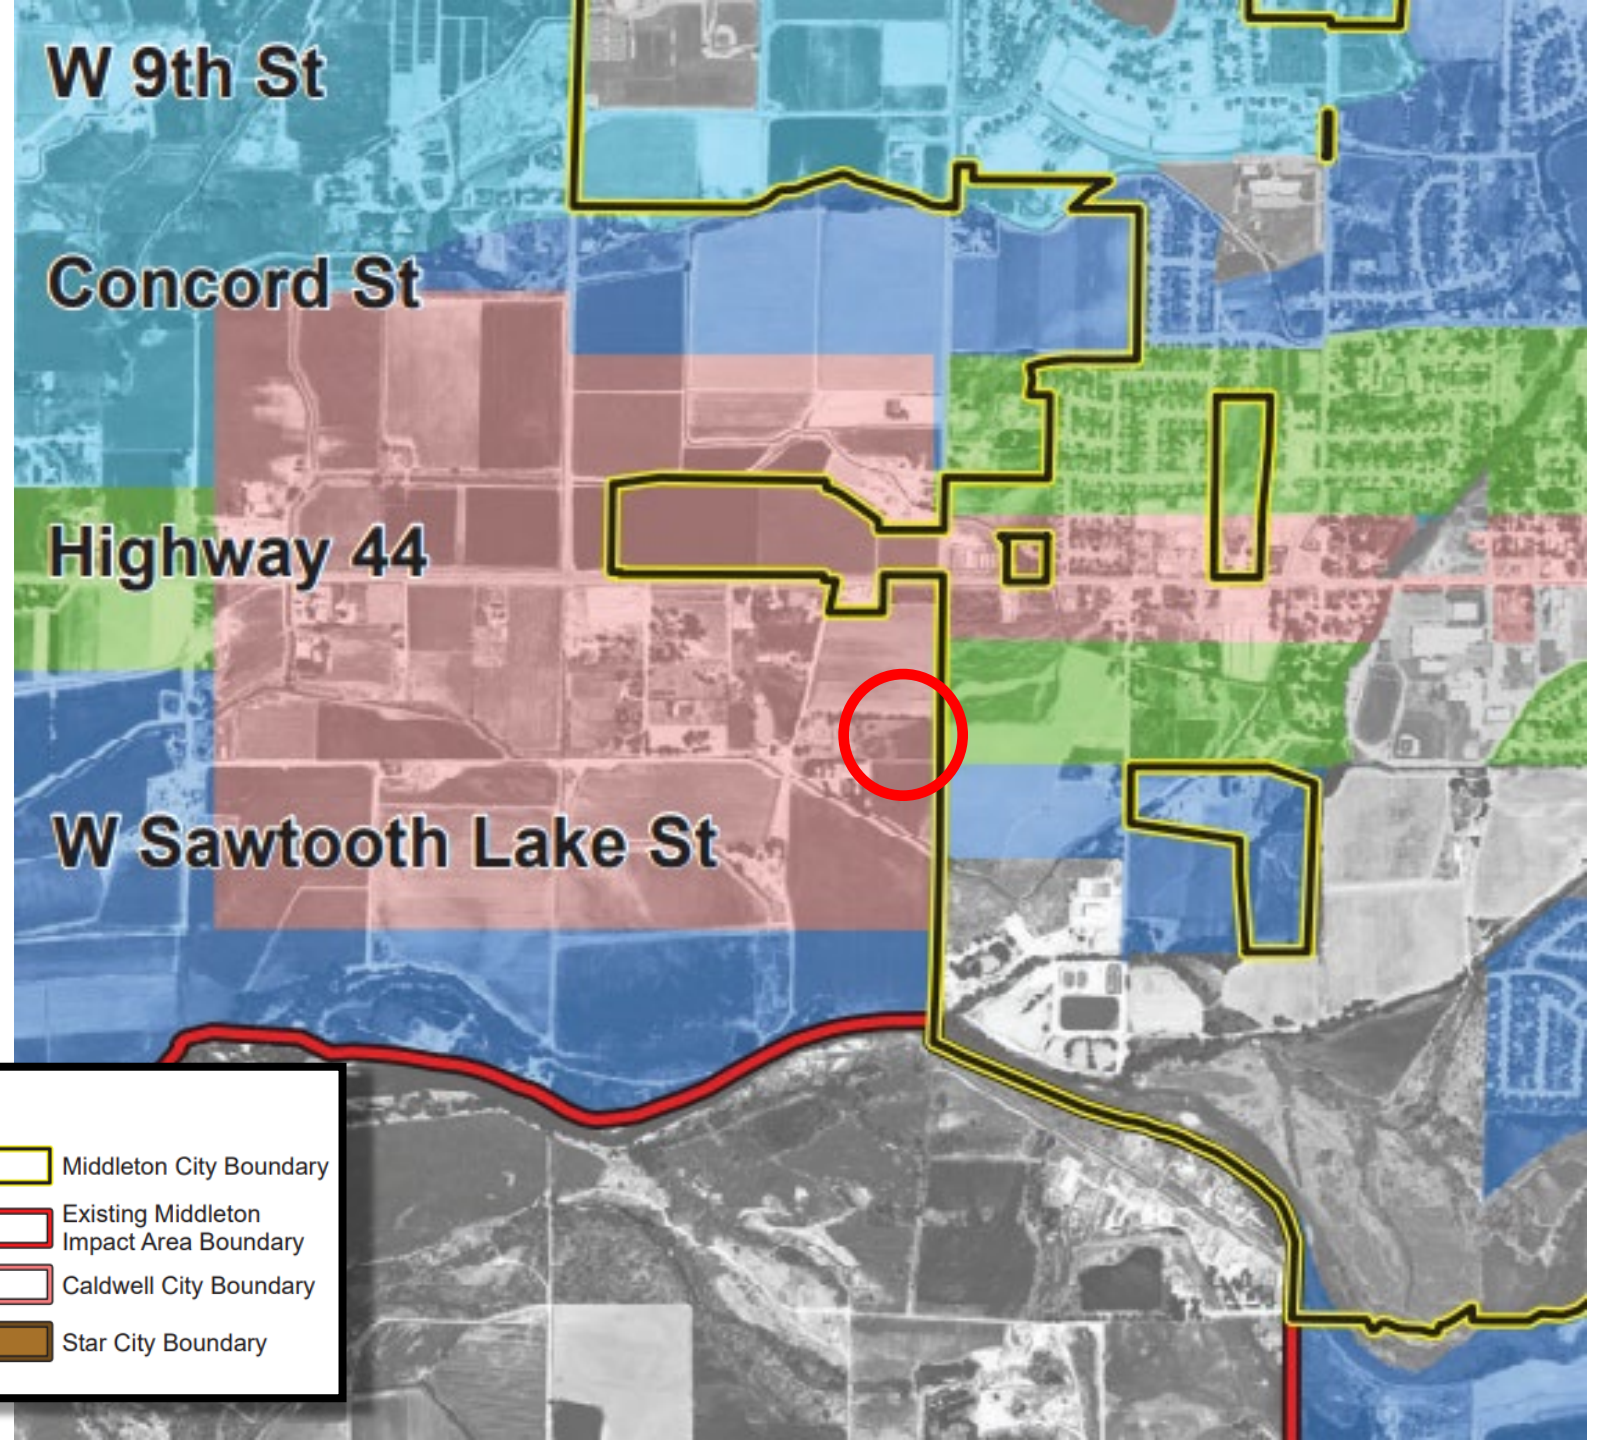 W 9th St
Concord St
Highway 44
W Sawtooth Lake St
Middleton City Boundary
Existing Middleton
Impact Area Boundary
Caldwell City Boundary
Star City Boundary